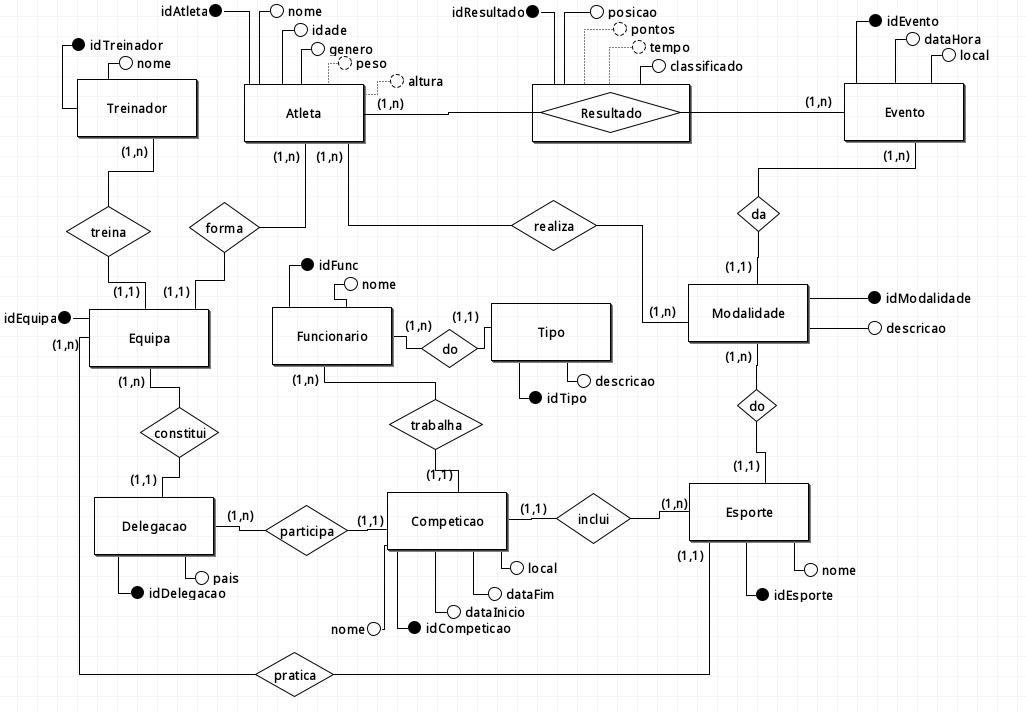 idAtleta
nome
idade
genero
peso
altura
idResultado
posicao
pontos
tempo
classificado
idEvento
dataHora
local
idTreinador
nome
Treinador
Atleta
(1,n)
Resultado
(1,n)
Evento
(1,n)
(1,n)
(1,n)
(1,n)
treina
forma
realiza
da
(1,1)
(1,1)
(1,1)
idFunc
nome
idEquipa
Equipa
(1,n)
Funcionario
(1,n)
do
(1,1)
Tipo
descricao
idTipo
(1,n)
Modalidade
idModalidade
descricao
(1,n)
(1,n)
(1,n)
constitui
trabalha
do
(1,1)
(1,1)
(1,1)
Delegacao
(1,n)
participa
(1,1)
Competicao
(1,1)
inclui
(1,n)
Esporte
(1,1)
pais
idDelegacao
local
dataFim
dataInicio
nome
idCompeticao
nome
idEsporte
pratica